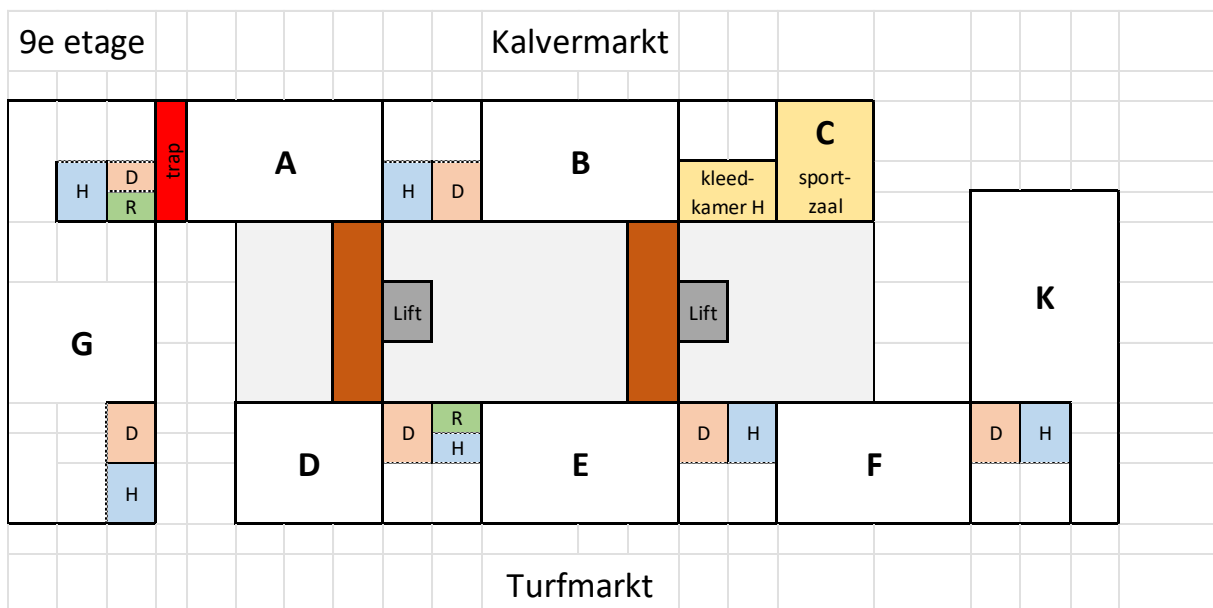 9e etage
Kalvermarkt
trap
A
B
C
sport-
zaal
H
D
R
H
D
kleed-
kamer H
Lift
Lift
K
G
D
H
D
D
R
H
E
D
H
F
D
H
Turfmarkt